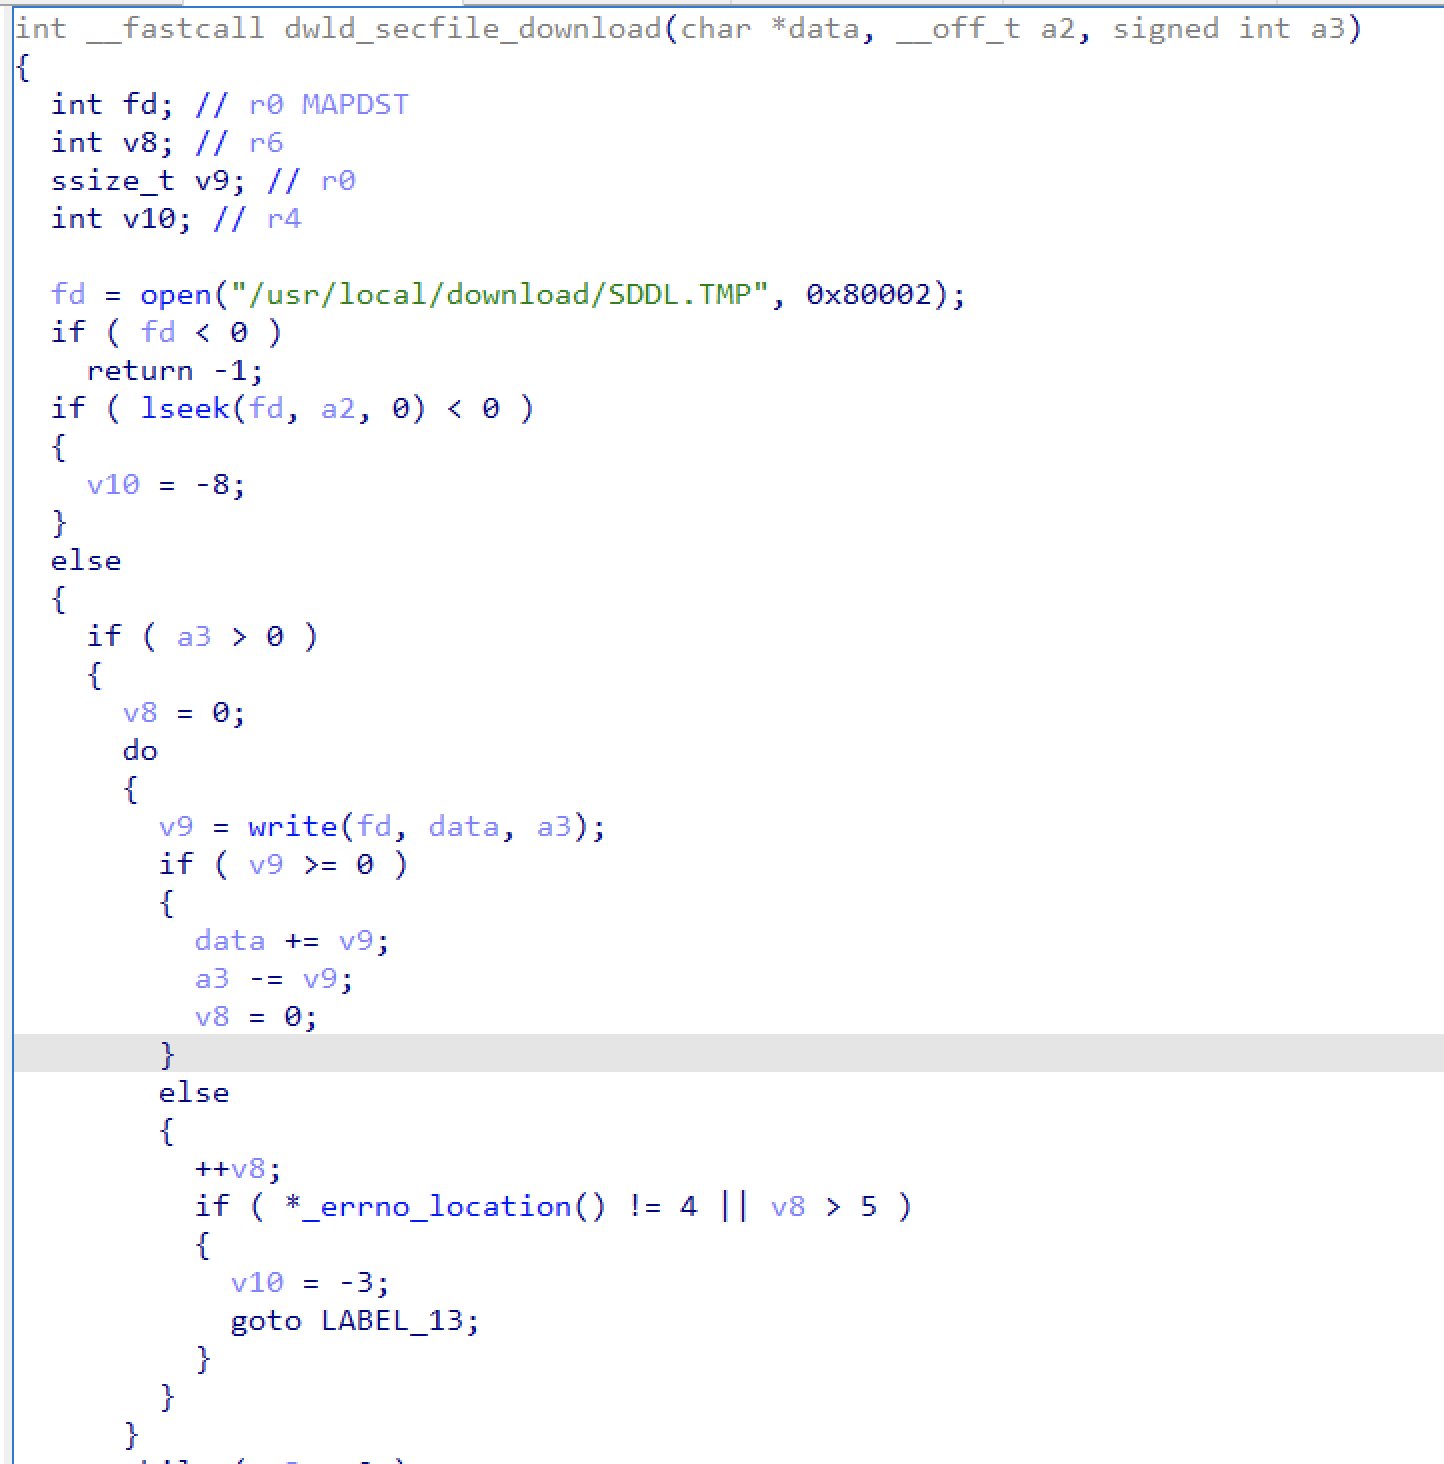 int __fastcall dwld_secfile_download(char *data, __off_t a2, signed int a3)
{
  int fd; // r0 MAPDST
  int v8; // r6
  ssize_t v9; // r0
  int v10; // r4

  fd = open("/usr/local/download/SDDL.TMP", 0x80002);
  if ( fd < 0 )
    return -1;
  if ( lseek(fd, a2, 0) < 0 )
  {
    v10 = -8;
  }
  else
  {
    if ( a3 > 0 )
    {
      v8 = 0;
      do
      {
        v9 = write(fd, data, a3);
        if ( v9 >= 0 )
        {
          data += v9;
          a3 -= v9;
          v8 = 0;
        }
        else
        {
          ++v8;
          if ( *_errno_location() != 4 || v8 > 5 )
          {
            v10 = -3;
            goto LABEL_13;
          }
        }
      }